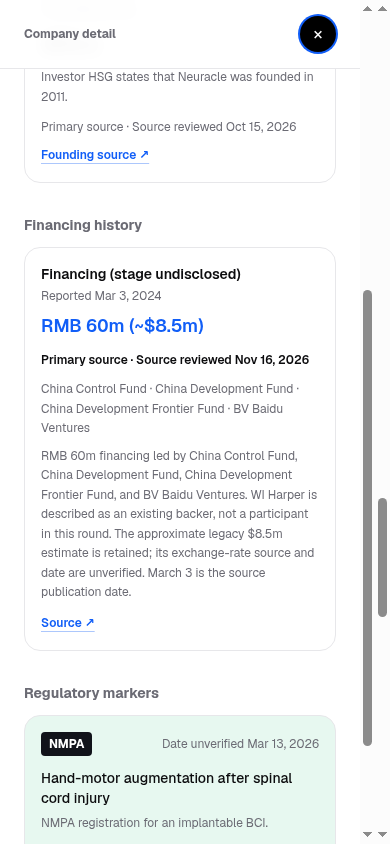 Company detail
×
Investor HSG states that Neuracle was founded in
2011.
Primary source · Source reviewed Oct 15, 2026
Founding source ↗
Financing history
Financing (stage undisclosed)
Reported Mar 3, 2024
RMB 60m (~$8.5m)
Primary source · Source reviewed Nov 16, 2026
China Control Fund · China Development Fund ·
China Development Frontier Fund · BV Baidu
Ventures
RMB 60m financing led by China Control Fund,
China Development Fund, China Development
Frontier Fund, and BV Baidu Ventures. WI Harper is
described as an existing backer, not a participant
in this round. The approximate legacy $8.5m
estimate is retained; its exchange-rate source and
date are unverified. March 3 is the source
publication date.
Source ↗
Regulatory markers
NMPA
Date unverified Mar 13, 2026
Hand-motor augmentation after spinal
cord injury
NMPA registration for an implantable BCI.